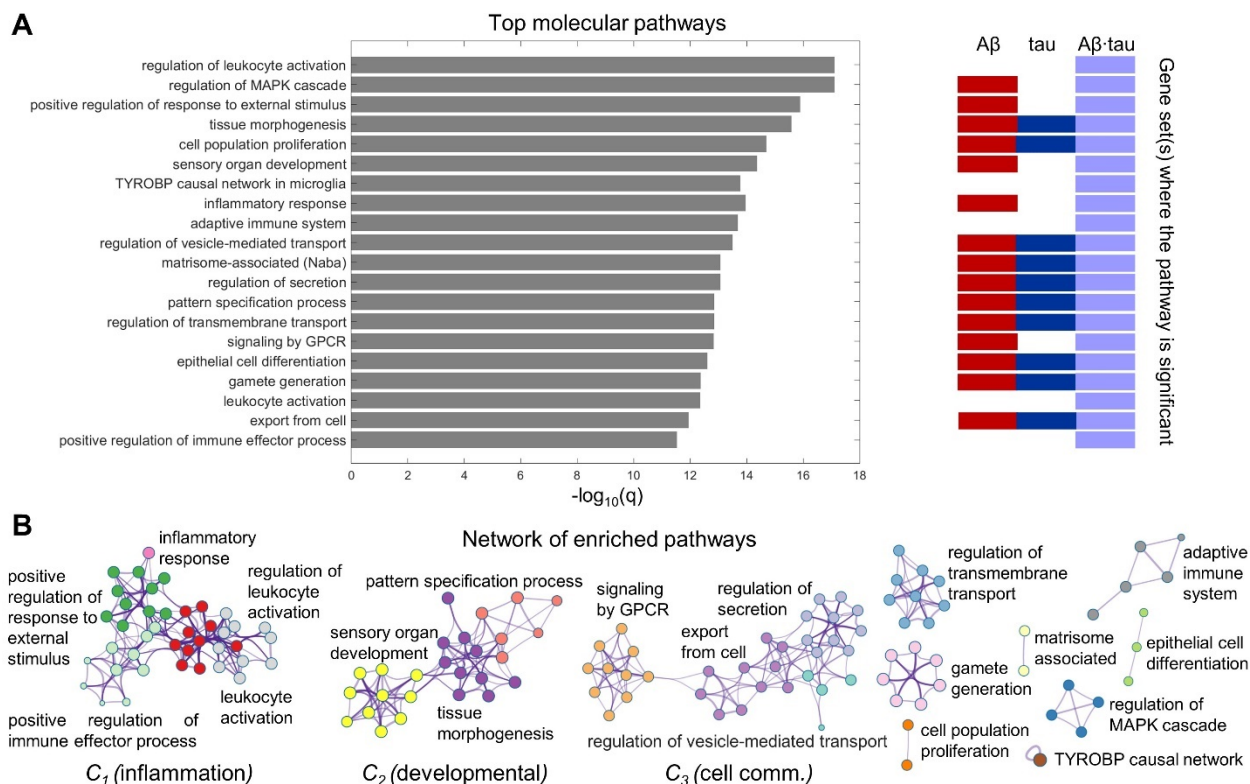 A
Top molecular pathways
Aβ tau Aβ·tau
regulation of leukocyte activation
regulation of MAPK cascade
positive regulation of response to external stimulus
tissue morphogenesis
cell population proliferation
sensory organ development
TYROBP causal network in microglia
inflammatory response
adaptive immune system
regulation of vesicle-mediated transport
matrisome-associated (Naba)
regulation of secretion
pattern specification process
regulation of transmembrane transport
signaling by GPCR
epithelial cell differentiation
gamete generation
leukocyte activation
export from cell
positive regulation of immune effector process
0 2 4 6 8 10 12 14 16 18
-log10(q)
Gene set(s) where the pathway is significant
B
Network of enriched pathways
inflammatory
response
positive
regulation of
response to
external
stimulus
regulation of
leukocyte
activation
leukocyte
activation
positive regulation of
immune effector process
C1 (inflammation)
pattern specification process
sensory organ
development
tissue
morphogenesis
C2 (developmental)
signaling
by GPCR
regulation of
secretion
export
from cell
regulation of vesicle-mediated transport
C3 (cell comm.)
regulation of
transmembrane
transport
adaptive
immune
system
matrisome
associated
epithelial cell
differentiation
gamete
generation
regulation of
MAPK cascade
cell population
proliferation
TYROBP causal network